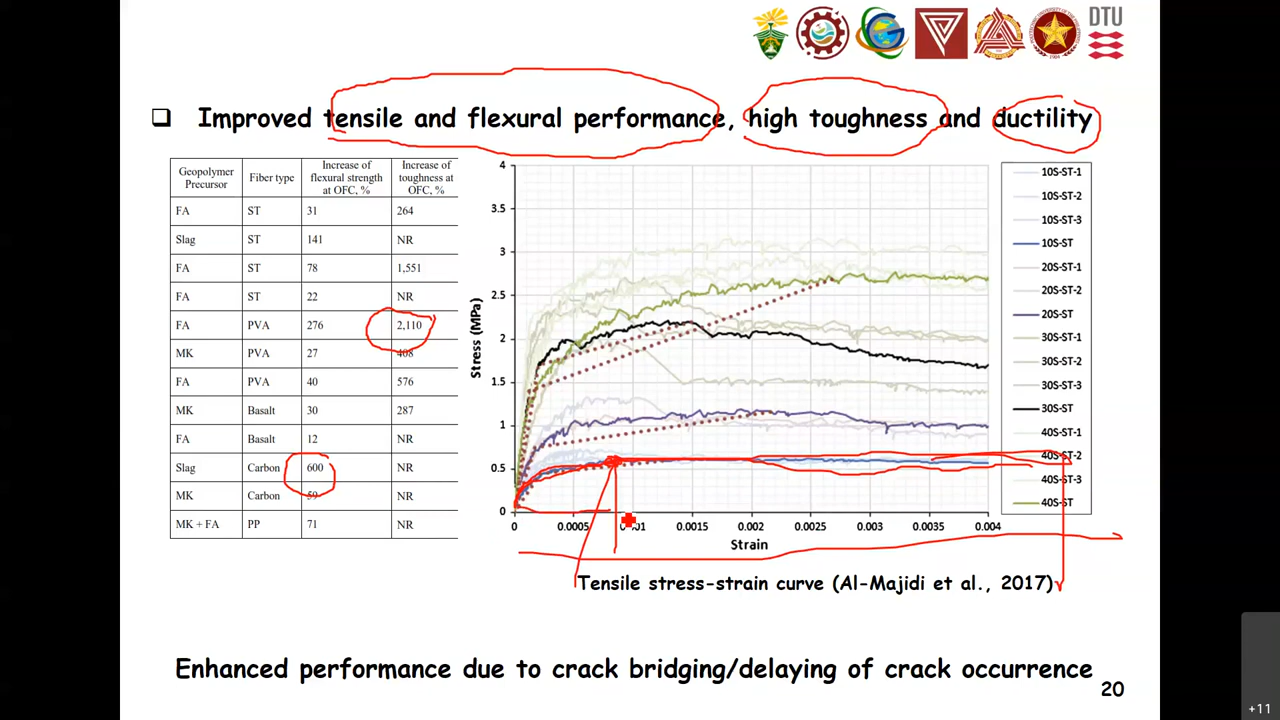 DTU
❑ Improved tensile and flexural performance, high toughness and ductility
Geopolymer Precursor | Fiber type | Increase of flexural strength at OFC, % | Increase of toughness at OFC, %
FA | ST | 31 | 264
Slag | ST | 141 | NR
FA | ST | 78 | 1,551
FA | ST | 22 | NR
FA | PVA | 276 | 2,110
MK | PVA | 27 | 408
FA | PVA | 40 | 576
MK | Basalt | 30 | 287
FA | Basalt | 12 | NR
Slag | Carbon | 600 | NR
MK | Carbon | 59 | NR
MK + FA | PP | 71 | NR
Stress (MPa)
4
3.5
3
2.5
2
1.5
1
0.5
0
0 0.0005 0.001 0.0015 0.002 0.0025 0.003 0.0035 0.004
Strain
10S-ST-1
10S-ST-2
10S-ST-3
10S-ST
20S-ST-1
20S-ST-2
20S-ST
30S-ST-1
30S-ST-2
30S-ST-3
30S-ST
40S-ST-1
40S-ST-2
40S-ST-3
40S-ST
Tensile stress-strain curve (Al-Majidi et al., 2017)
Enhanced performance due to crack bridging/delaying of crack occurrence
20
+11